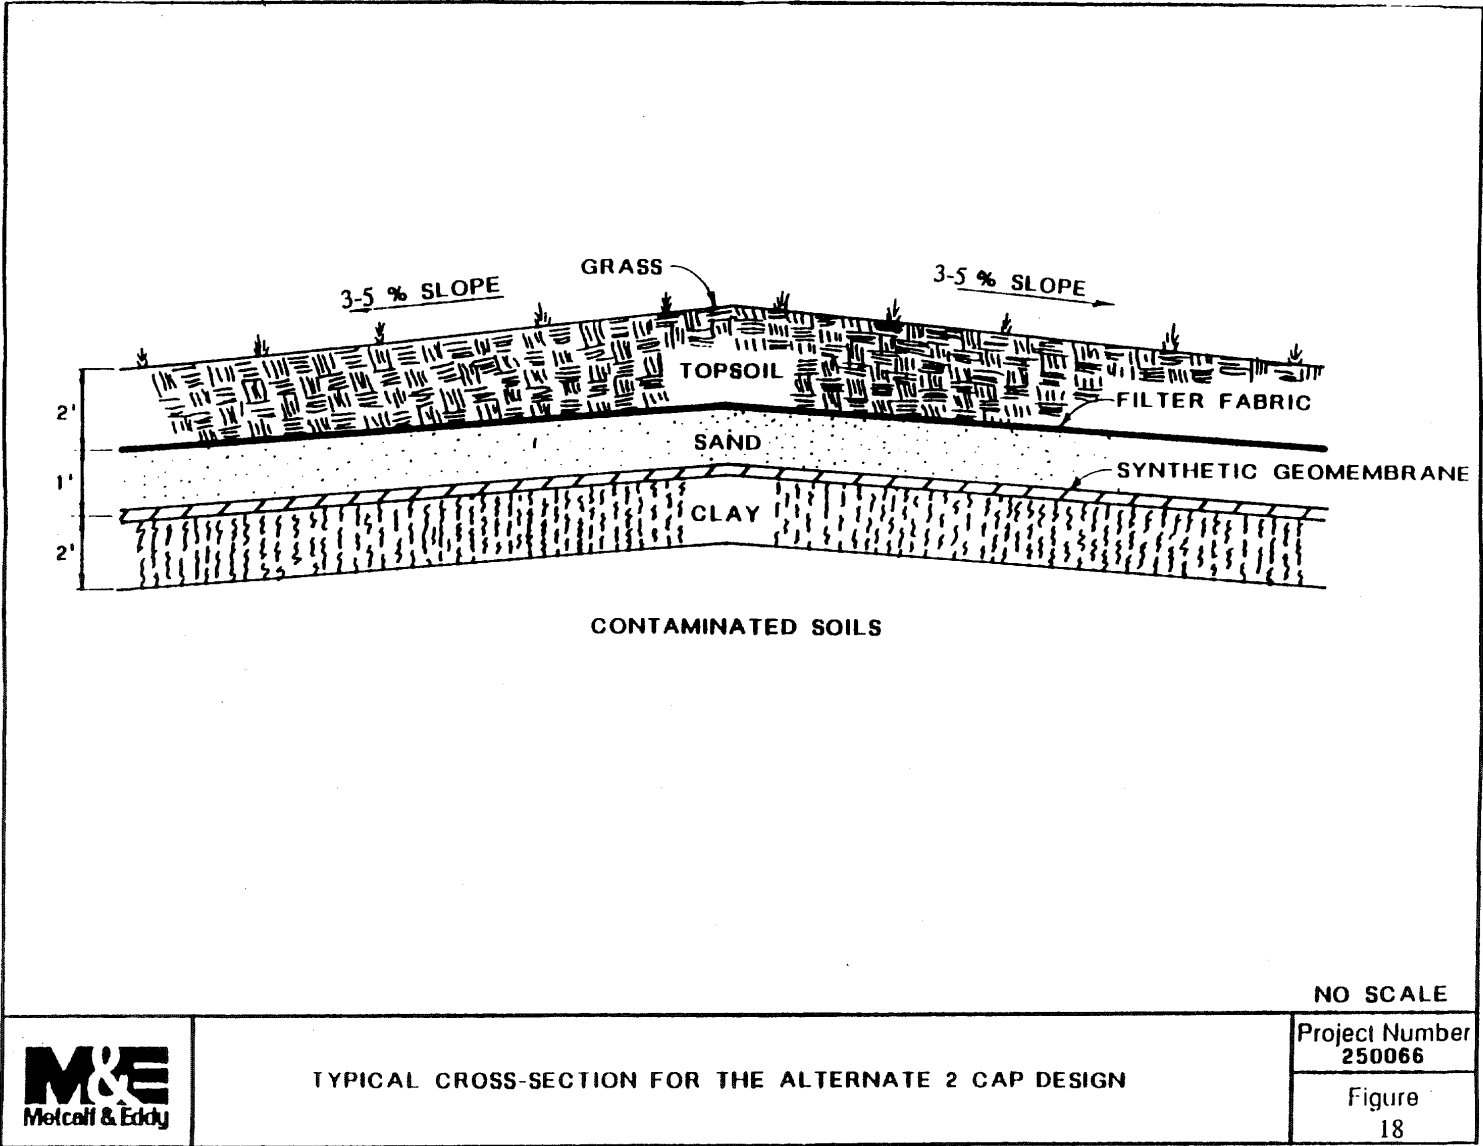 GRASS
3-5 % SLOPE
3-5 % SLOPE
TOPSOIL
2'
FILTER FABRIC
SAND
SYNTHETIC GEOMEMBRANE
1'
CLAY
2'
CONTAMINATED SOILS
NO SCALE
M&E
Metcalf & Eddy
TYPICAL CROSS-SECTION FOR THE ALTERNATE 2 CAP DESIGN
Project Number
250066
Figure
18